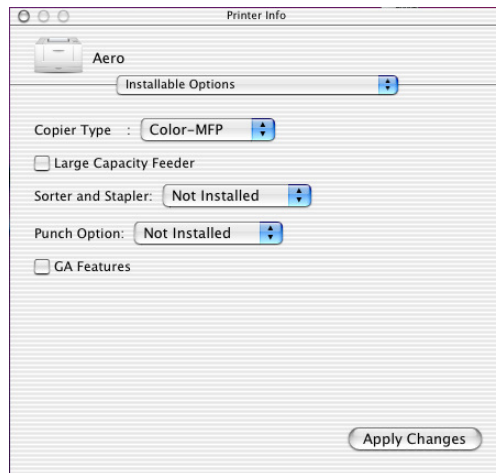 Printer Info
Aero
Installable Options
Copier Type : Color-MFP
Large Capacity Feeder
Sorter and Stapler: Not Installed
Punch Option: Not Installed
GA Features
Apply Changes